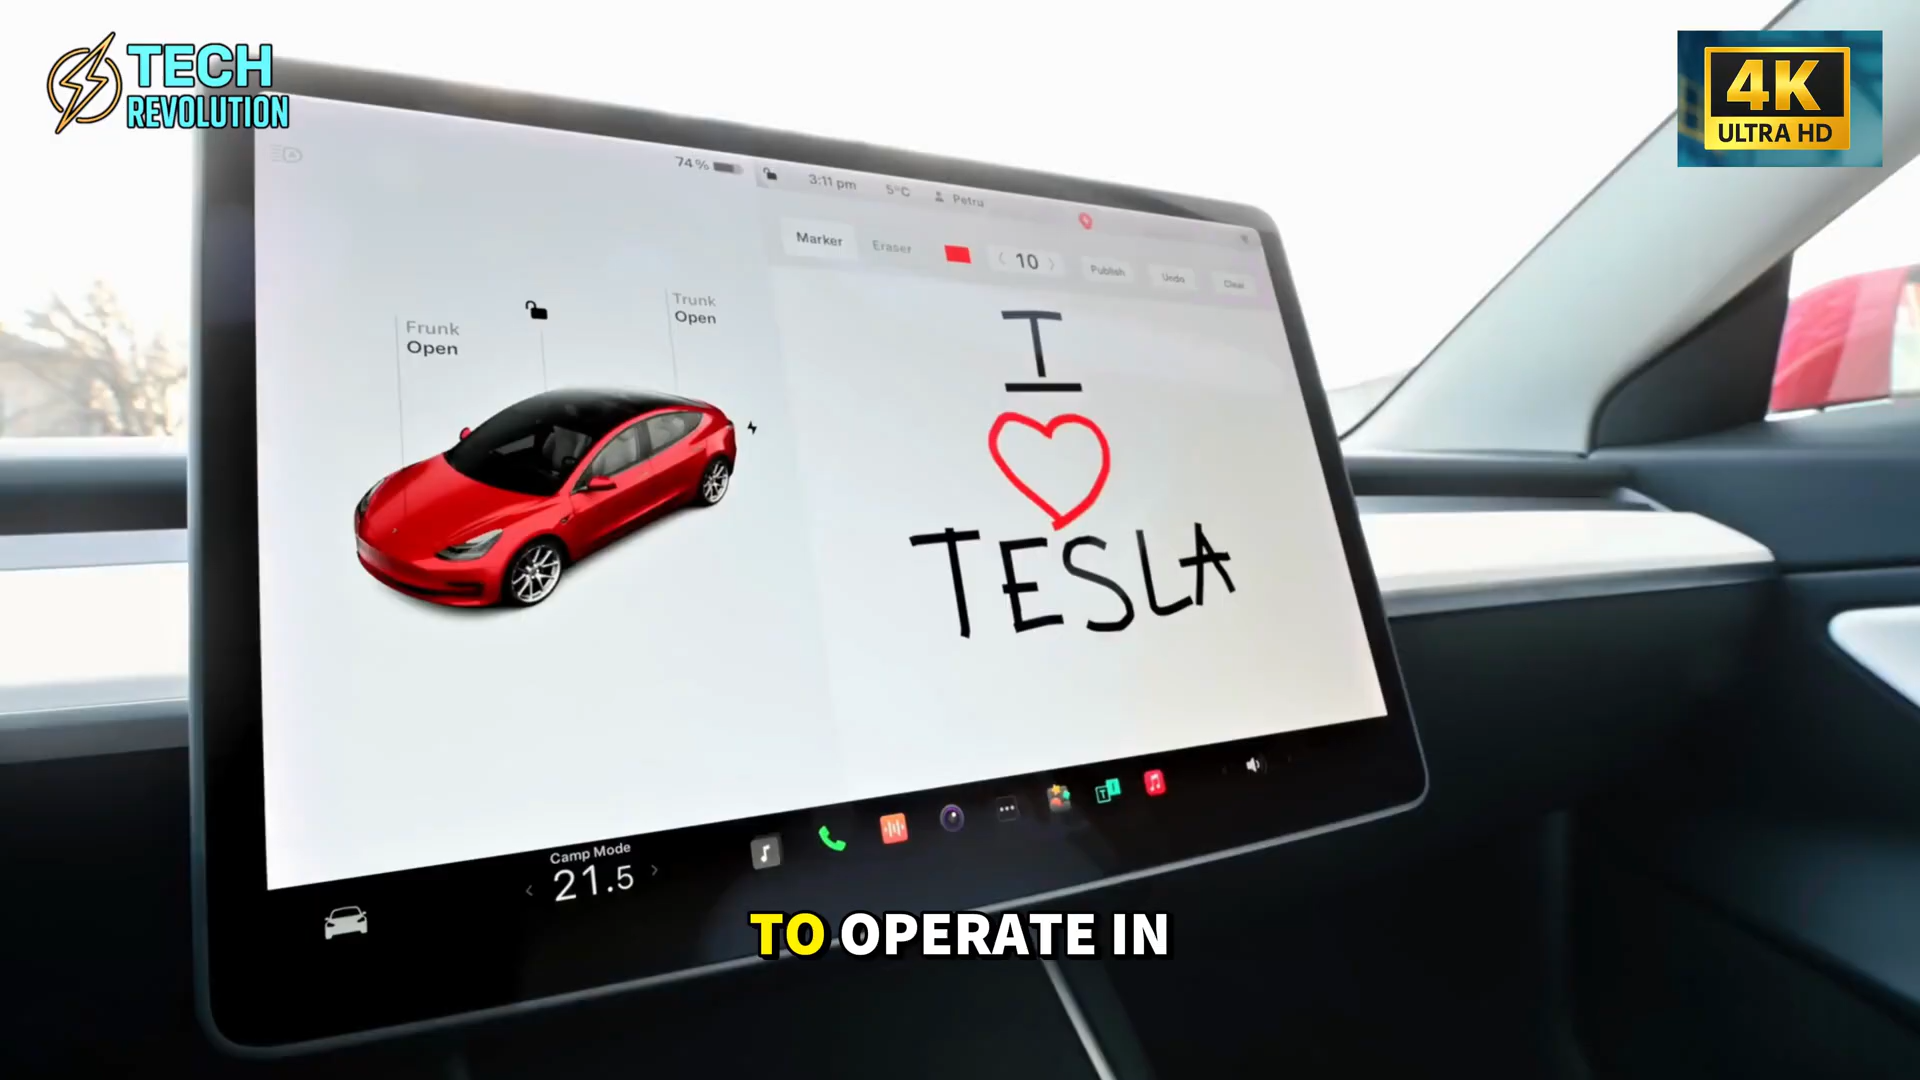 TECH
REVOLUTION
4K
ULTRA HD
74%
3:11 pm
5°C
Petru
Marker
Eraser
10
Publish
Undo
Clear
Frunk
Open
Trunk
Open
I
TESLA
Camp Mode
21.5
TO OPERATE IN